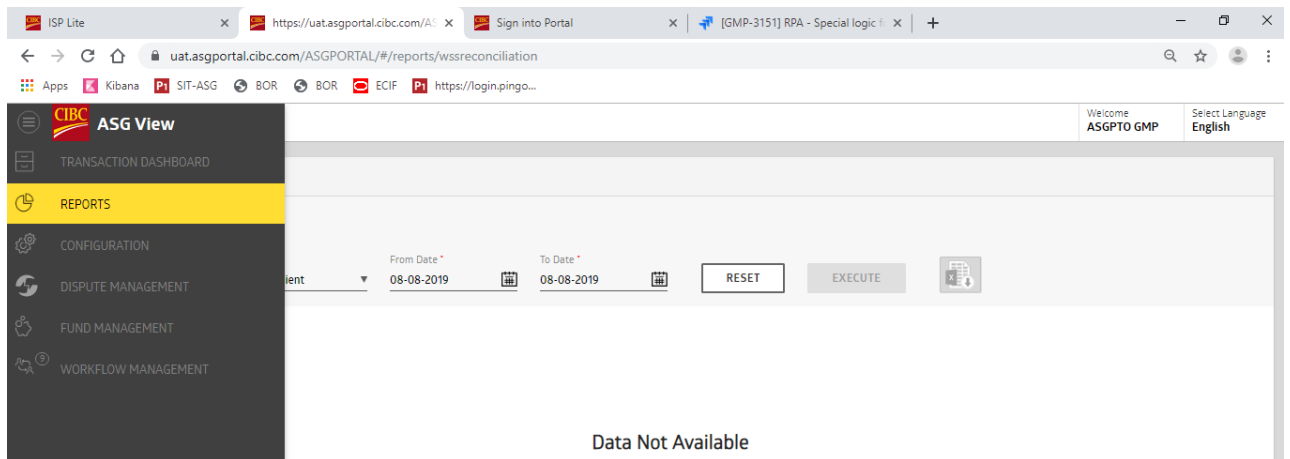 ISP Lite
https://uat.asgportal.cibc.com/AS
Sign into Portal
[GMP-3151] RPA - Special logic f
uat.asgportal.cibc.com/ASGPORTAL/#/reports/wssreconciliation
Apps Kibana P1 SIT-ASG BOR BOR ECIF P1 https://login.pingo...
CIBC ASG View
Welcome
ASGPTO GMP
Select Language
English
TRANSACTION DASHBOARD
REPORTS
CONFIGURATION
From Date *
To Date *
ient 08-08-2019 08-08-2019 RESET EXECUTE
DISPUTE MANAGEMENT
FUND MANAGEMENT
9
WORKFLOW MANAGEMENT
Data Not Available